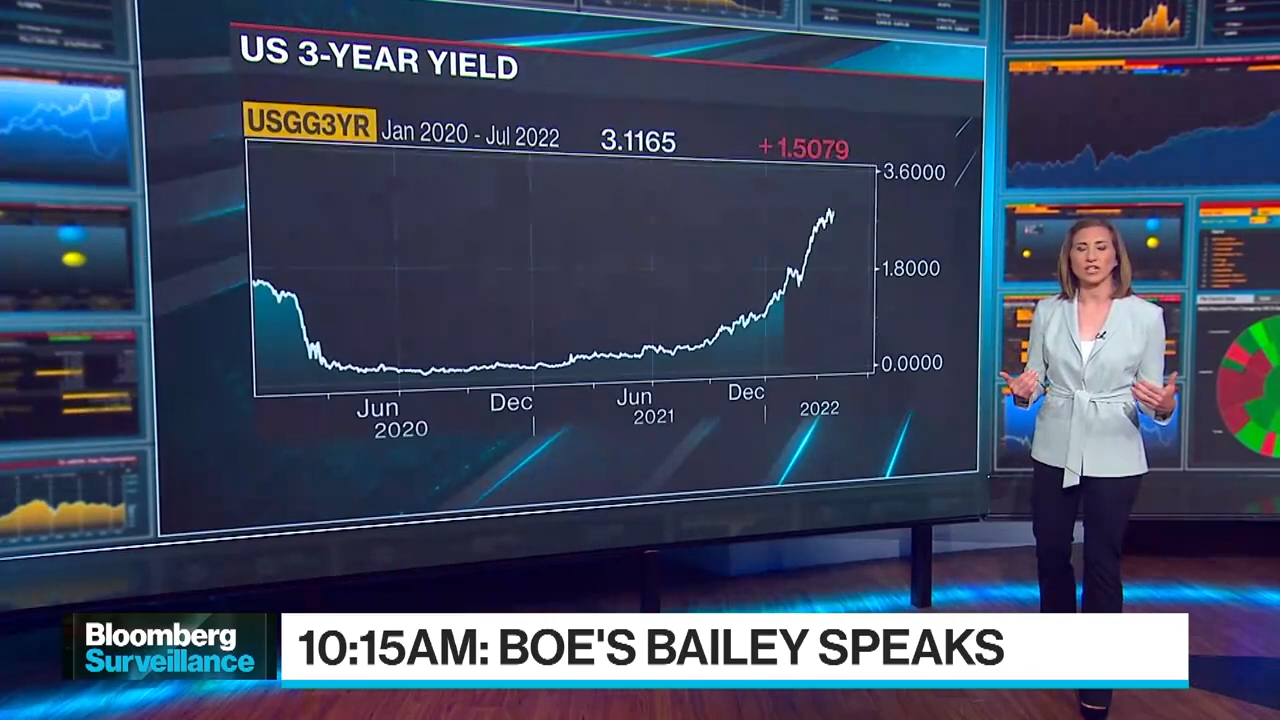 US 3-YEAR YIELD
USGG3YR Jan 2020 - Jul 2022 3.1165 +1.5079
3.6000
1.8000
0.0000
Jun Dec Jun Dec 2022
2020 2021
Bloomberg
Surveillance
10:15AM: BOE'S BAILEY SPEAKS